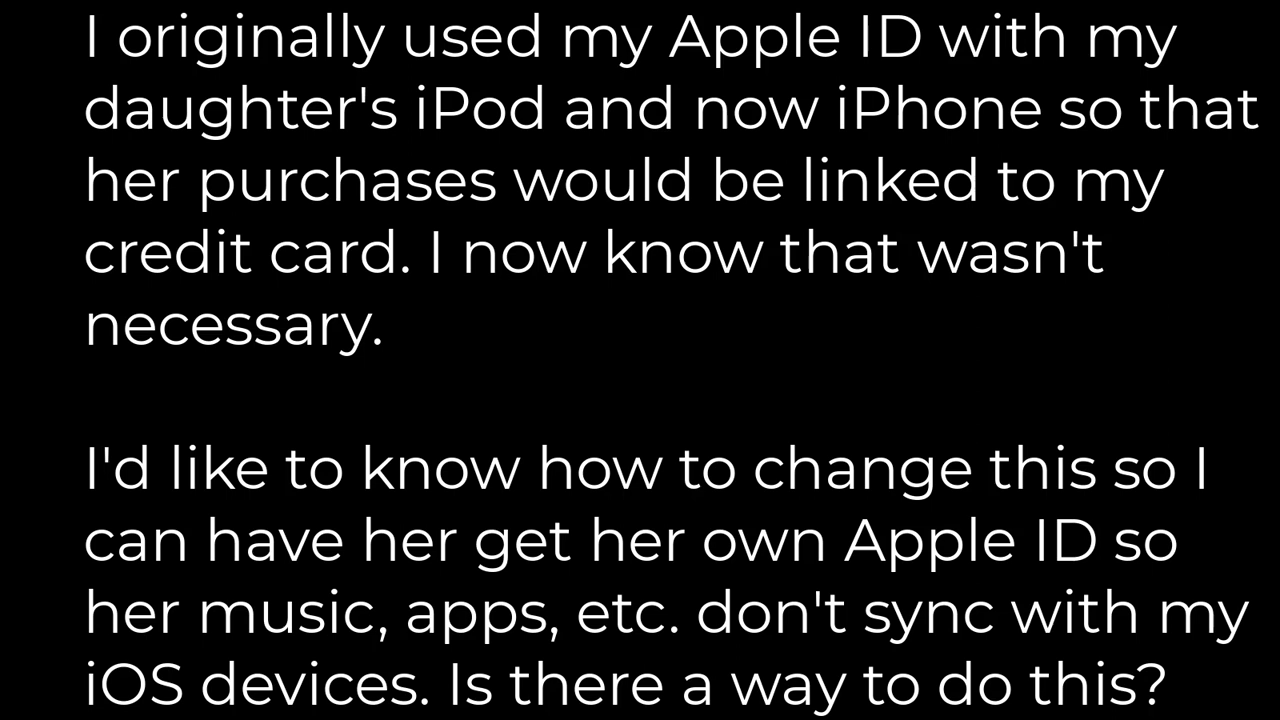 I originally used my Apple ID with my
daughter's iPod and now iPhone so that
her purchases would be linked to my
credit card. I now know that wasn't
necessary.
I'd like to know how to change this so I
can have her get her own Apple ID so
her music, apps, etc. don't sync with my
iOS devices. Is there a way to do this?